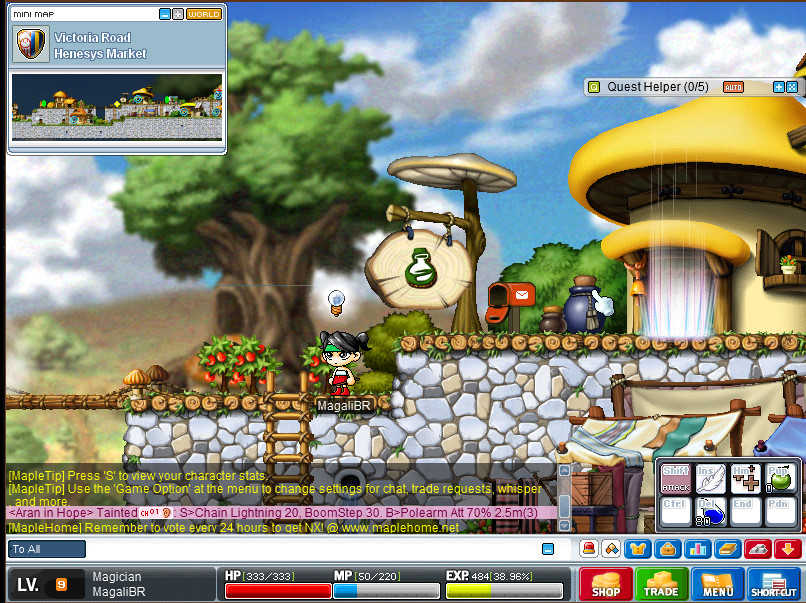 MINI MAP
WORLD
Victoria Road
Henesys Market
Quest Helper (0/5)
AUTO
MagaliBR
[MapleTip] Press 'S' to view your character stats.
[MapleTip] Use the 'Game Option' at the menu to change settings for chat, trade requests, whisper
and more.
<Aran in Hope> Tainted CH 01 : S>Chain Lightning 20, BoomStep 30. B>Polearm Att 70% 2.5m(3)
[MapleHome] Remember to vote every 24 hours to get NX! @ www.maplehome.net
Shift Ins Hm Pup
ATTACK 0
Ctrl Del End Pdn
80
To All
LV. 9
Magician
MagaliBR
HP [333/333] MP [50/220] EXP. 484 [38.96%]
SHOP TRADE MENU SHORT CUT